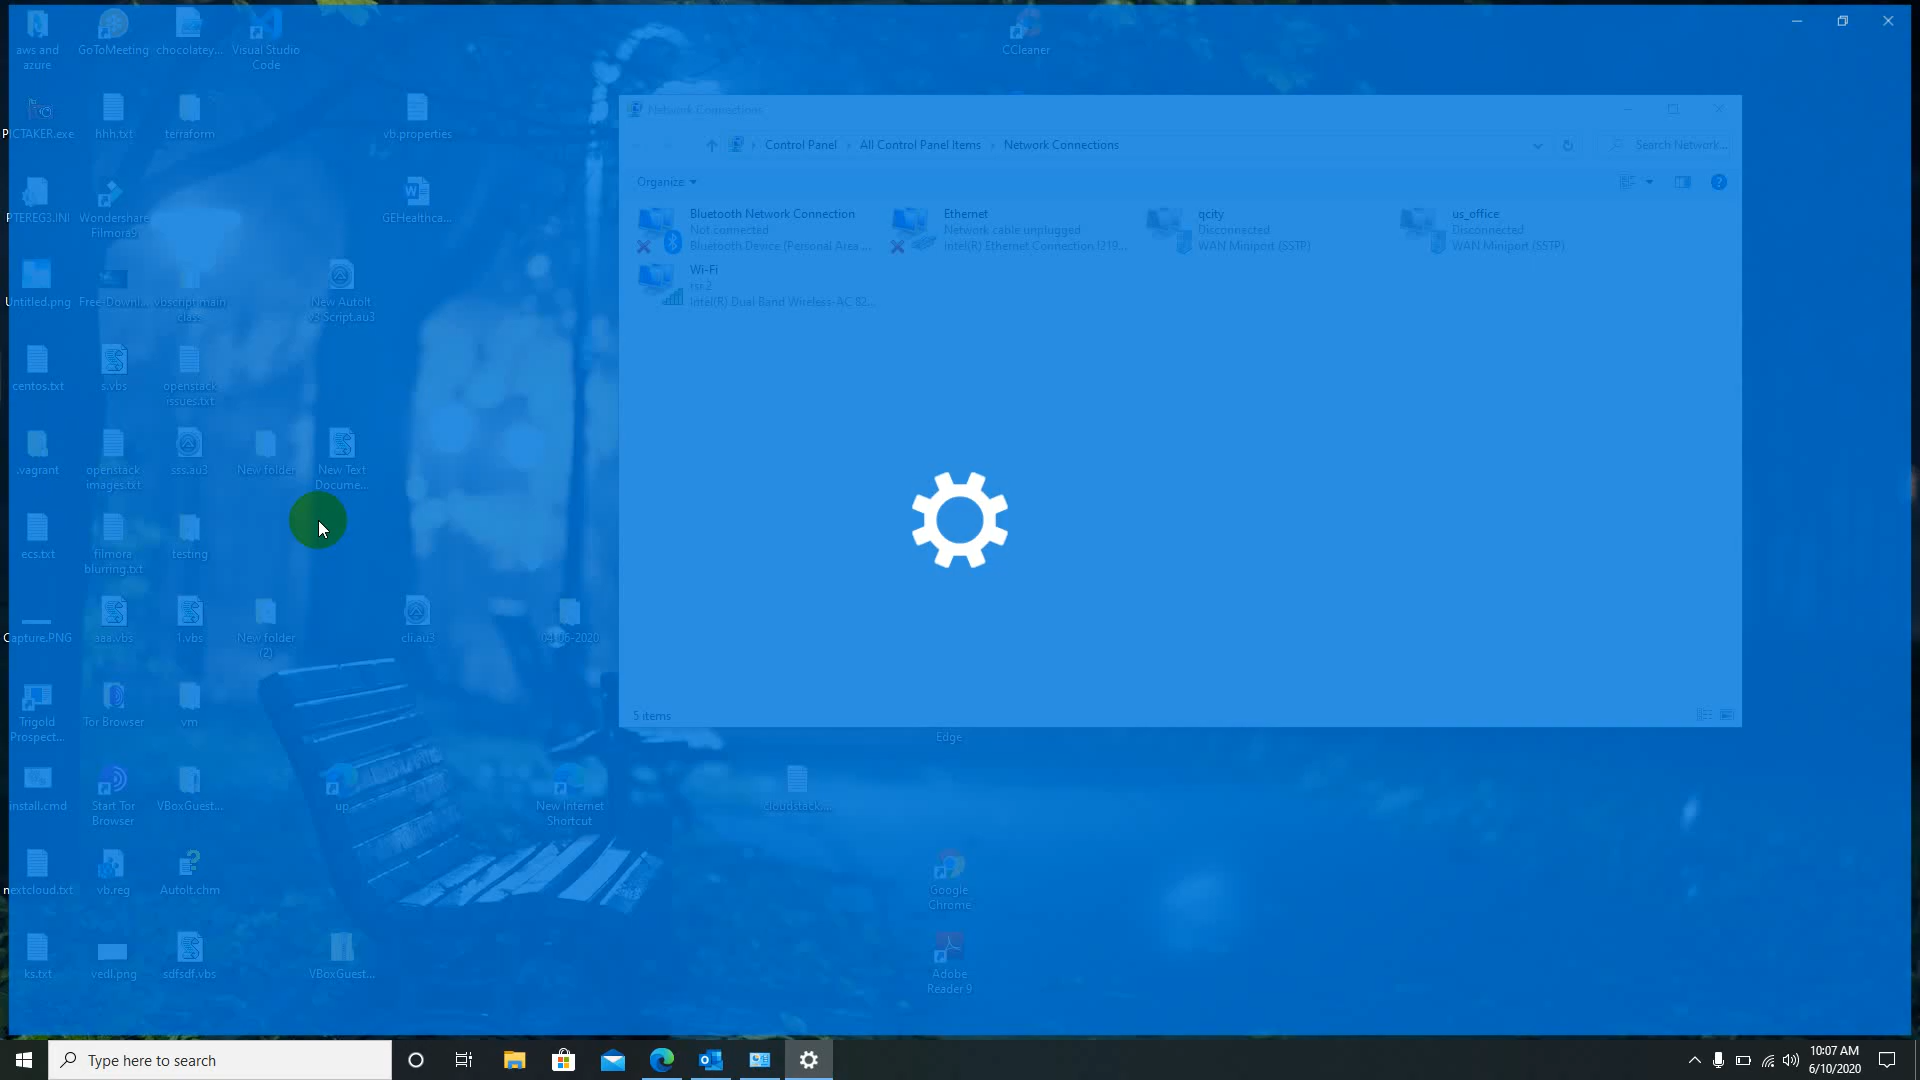 aws and
azure
GoToMeeting
chocolatey...
Visual Studio
Code
CCleaner
PICTAKER.exe
hhh.txt
terraform
vb.properties
PTEREG3.INI
Wondershare
Filmora9
GEHealthca...
Untitled.png
Free-Downl...
vbscript main
class
New AutoIt
v3 Script.au3
centos.txt
s.vbs
openstack
issues.txt
.vagrant
openstack
images.txt
sss.au3
New folder
New Text
Docume...
ecs.txt
filmora
blurring.txt
testing
Capture.PNG
aaa.vbs
1.vbs
New folder
(2)
cli.au3
04-06-2020
Trigold
Prospect...
Tor Browser
vm
Edge
install.cmd
Start Tor
Browser
VBoxGuest...
up
New Internet
Shortcut
cloudstack....
nextcloud.txt
vb.reg
AutoIt.chm
Google
Chrome
ks.txt
vedl.png
sdfsdf.vbs
VBoxGuest...
Adobe
Reader 9
Network Connections
Control Panel
All Control Panel Items
Network Connections
Search Network...
Organize
Bluetooth Network Connection
Not connected
Bluetooth Device (Personal Area ...
Ethernet
Network cable unplugged
Intel(R) Ethernet Connection I219...
qcity
Disconnected
WAN Miniport (SSTP)
us_office
Disconnected
WAN Miniport (SSTP)
Wi-Fi
rsr 2
Intel(R) Dual Band Wireless-AC 82...
5 items
Type here to search
10:07 AM
6/10/2020